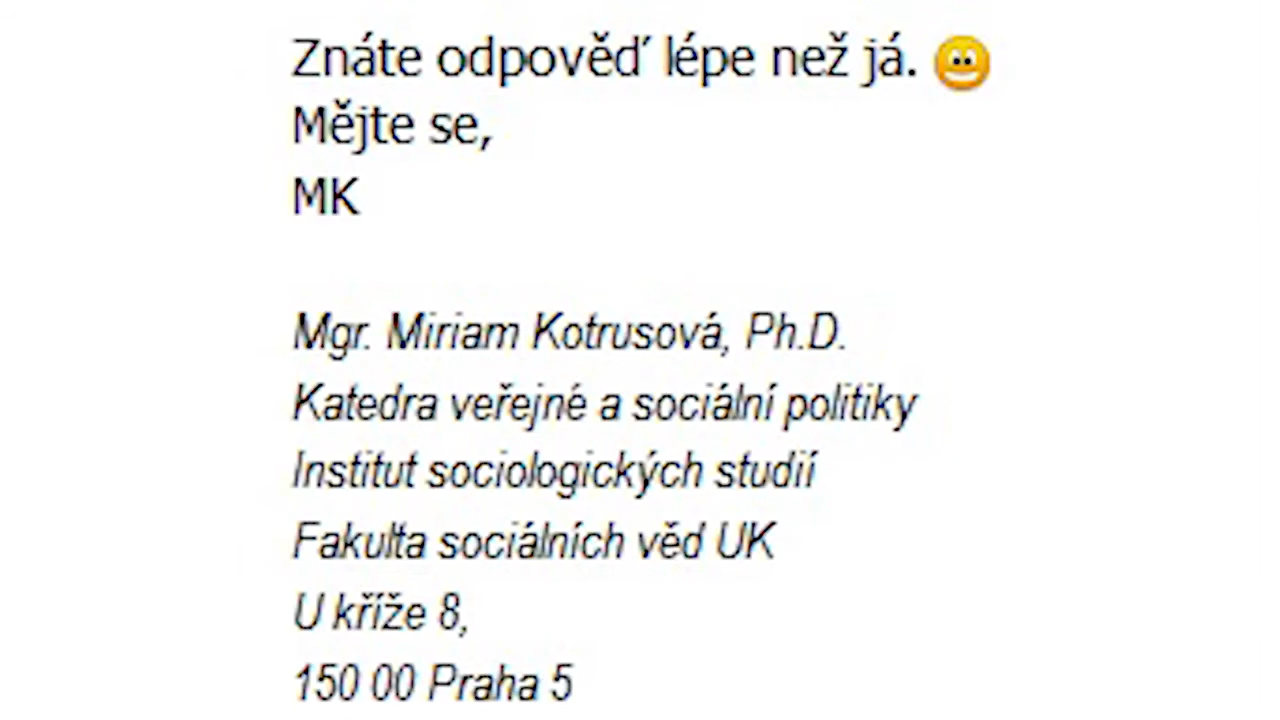 Znáte odpověď lépe než já. 😀
Mějte se,
MK
Mgr. Miriam Kotrusová, Ph.D.
Katedra veřejné a sociální politiky
Institut sociologických studií
Fakulta sociálních věd UK
U kříže 8,
150 00 Praha 5